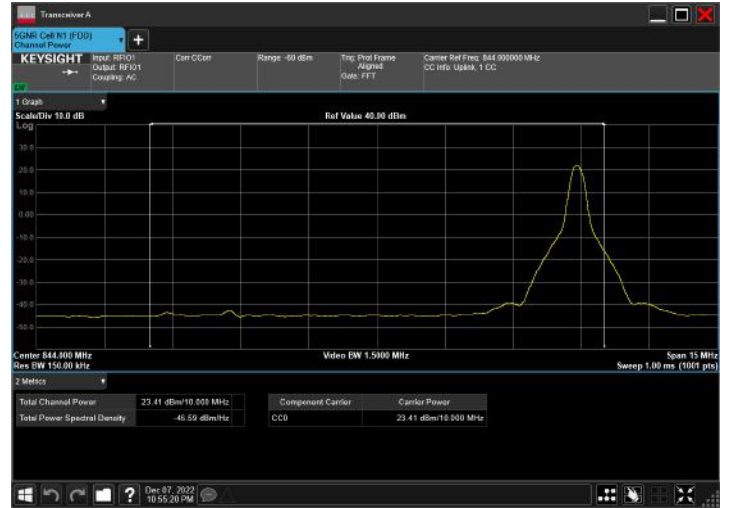 Transceiver A
5GNR Cell N1 (FDD)
Channel Power
KEYSIGHT
Input: RFIO1
Output: RFIO1
Coupling: AC
Corr CCorr
Range -60 dBm
Trig: Prot Frame
Aligned
Gate: FFT
Carrier Ref Freq: 844.000000 MHz
CC Info: Uplink, 1 CC
1 Graph
Scale/Div 10.0 dB
Ref Value 40.00 dBm
Log
30.0
20.0
10.0
0.00
-10.0
-20.0
-30.0
-40.0
-50.0
Center 844.000 MHz
Video BW 1.5000 MHz
Span 15 MHz
Res BW 150.00 kHz
Sweep 1.00 ms (1001 pts)
2 Metrics
Total Channel Power 23.41 dBm/10.000 MHz
Total Power Spectral Density -46.59 dBm/Hz
Component Carrier Carrier Power
CC0 23.41 dBm/10.000 MHz
Dec 07, 2022
10:55:20 PM